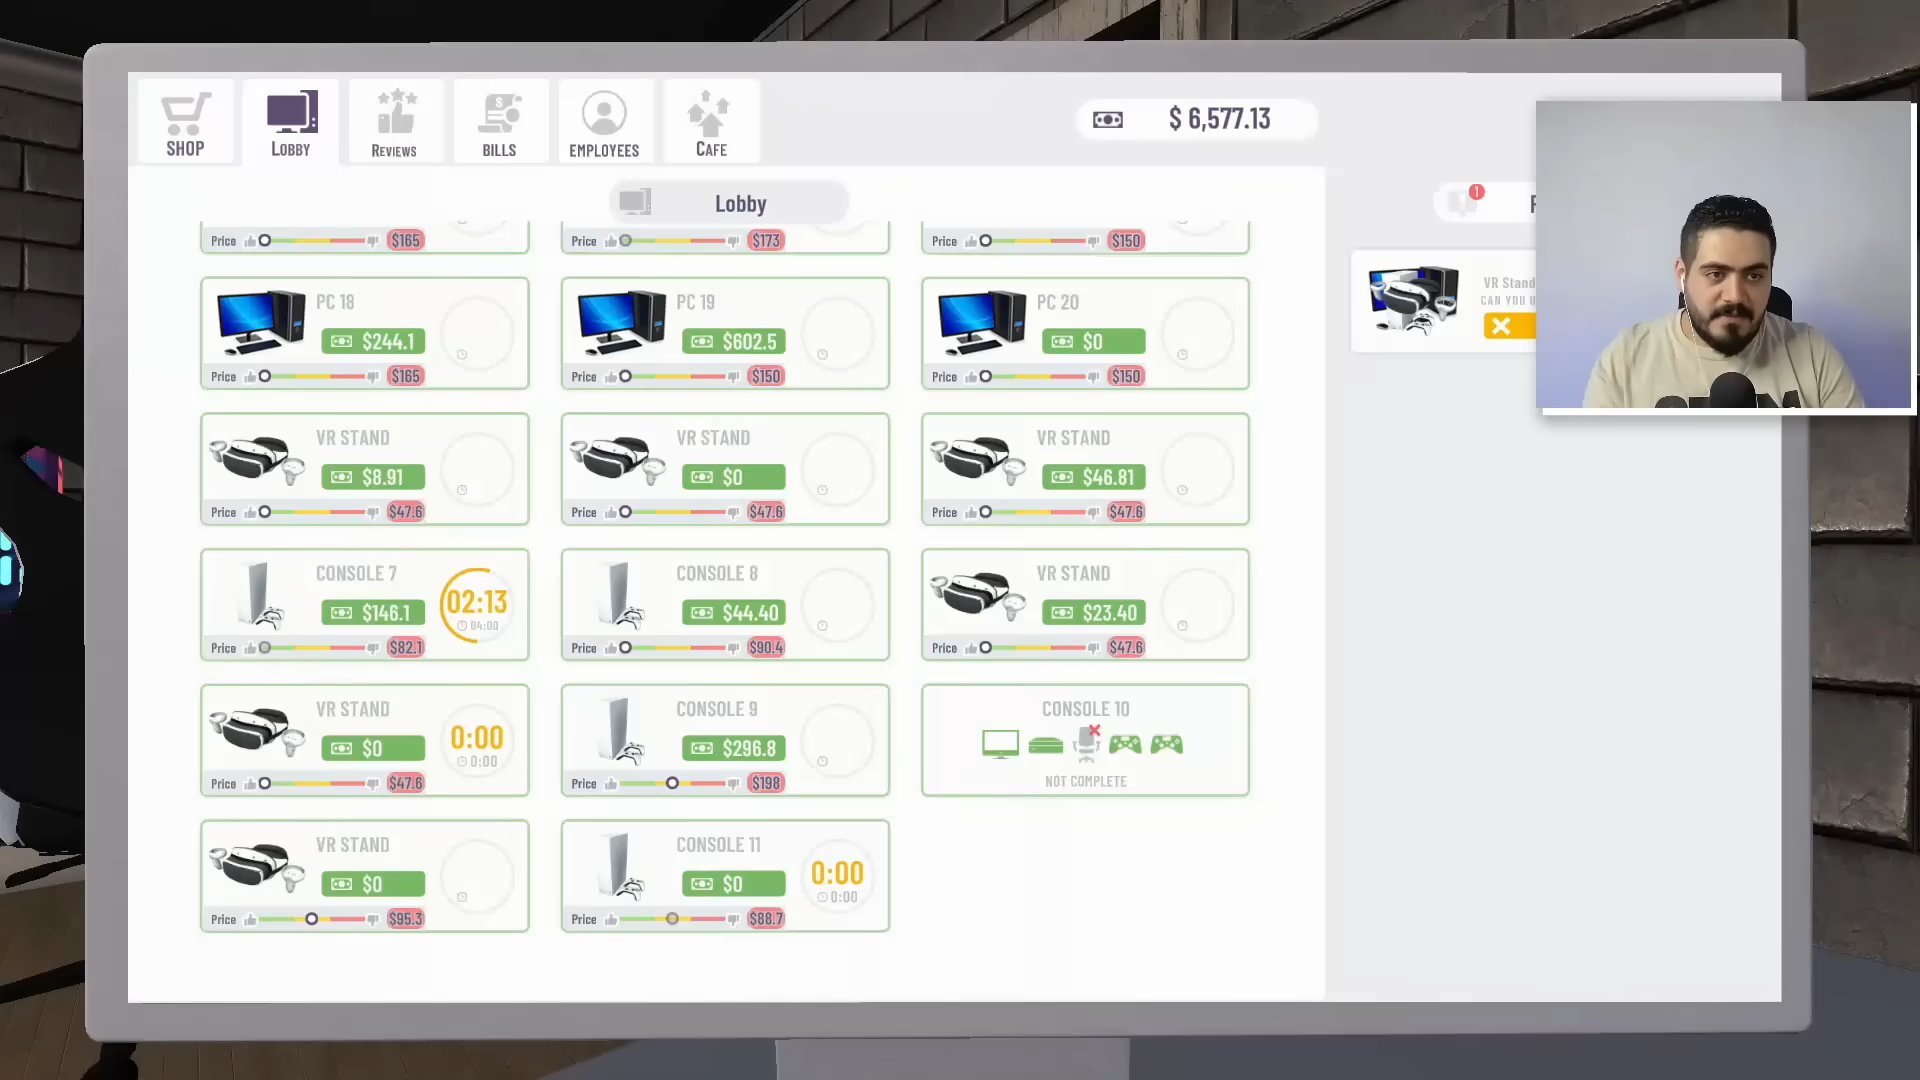 SHOP
LOBBY
REVIEWS
BILLS
EMPLOYEES
CAFE
$ 6,577.13
Lobby
1
Price $165
Price $173
Price $150
PC 18
$244.1
Price $165
PC 19
$602.5
Price $150
PC 20
$0
Price $150
VR STAND
$8.91
Price $47.6
VR STAND
$0
Price $47.6
VR STAND
$46.81
Price $47.6
CONSOLE 7
$146.1
02:13
04:00
Price $82.1
CONSOLE 8
$44.40
Price $90.4
VR STAND
$23.40
Price $47.6
VR STAND
$0
0:00
0:00
Price $47.6
CONSOLE 9
$296.8
Price $198
CONSOLE 10
NOT COMPLETE
VR STAND
$0
Price $95.3
CONSOLE 11
$0
0:00
0:00
Price $88.7
VR Stand
CAN YOU U